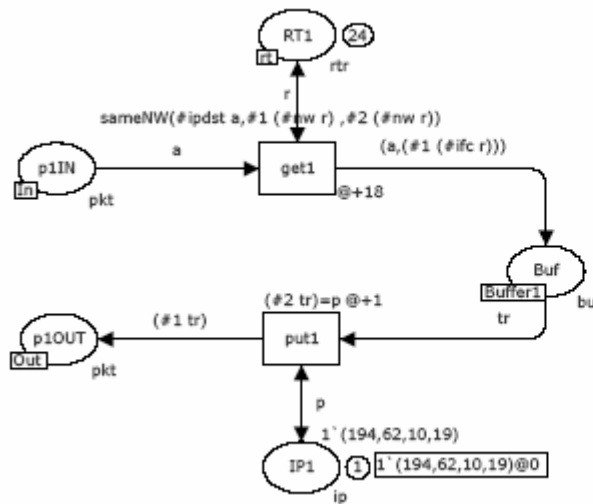 RT1
24
rt
rtr
r
sameNW(#ipdst a,#1 (#nw r) ,#2 (#nw r))
p1IN
a
get1
(a,(#1 (#ifc r)))
In
pkt
@+18
Buf
Buffer1
bu
tr
(#2 tr)=p @+1
(#1 tr)
p1OUT
put1
Out
pkt
p
1`(194,62,10,19)
IP1
1
1`(194,62,10,19)@0
ip